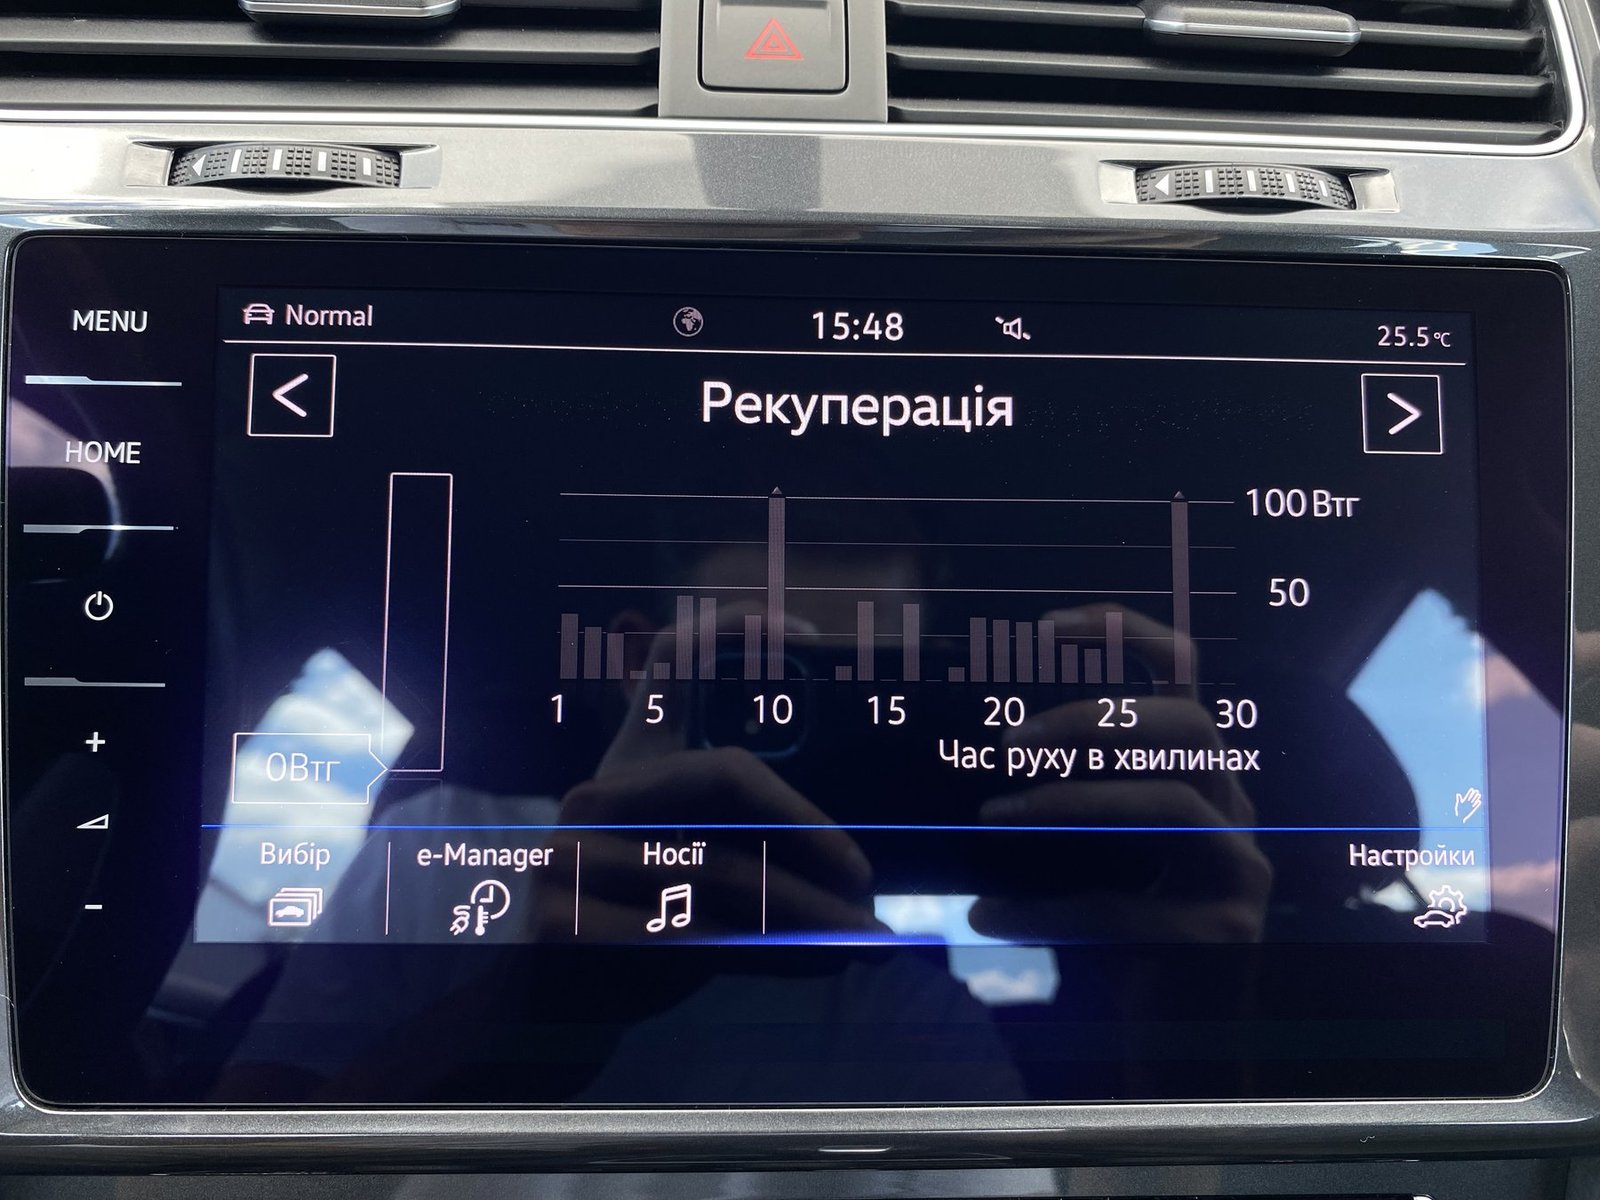 MENU
HOME
Normal
15:48
25.5 °C
<
Рекуперація
>
100 Втг
50
1 5 10 15 20 25 30
Час руху в хвилинах
0Втг
+
-
Вибір
e-Manager
Носії
Настройки